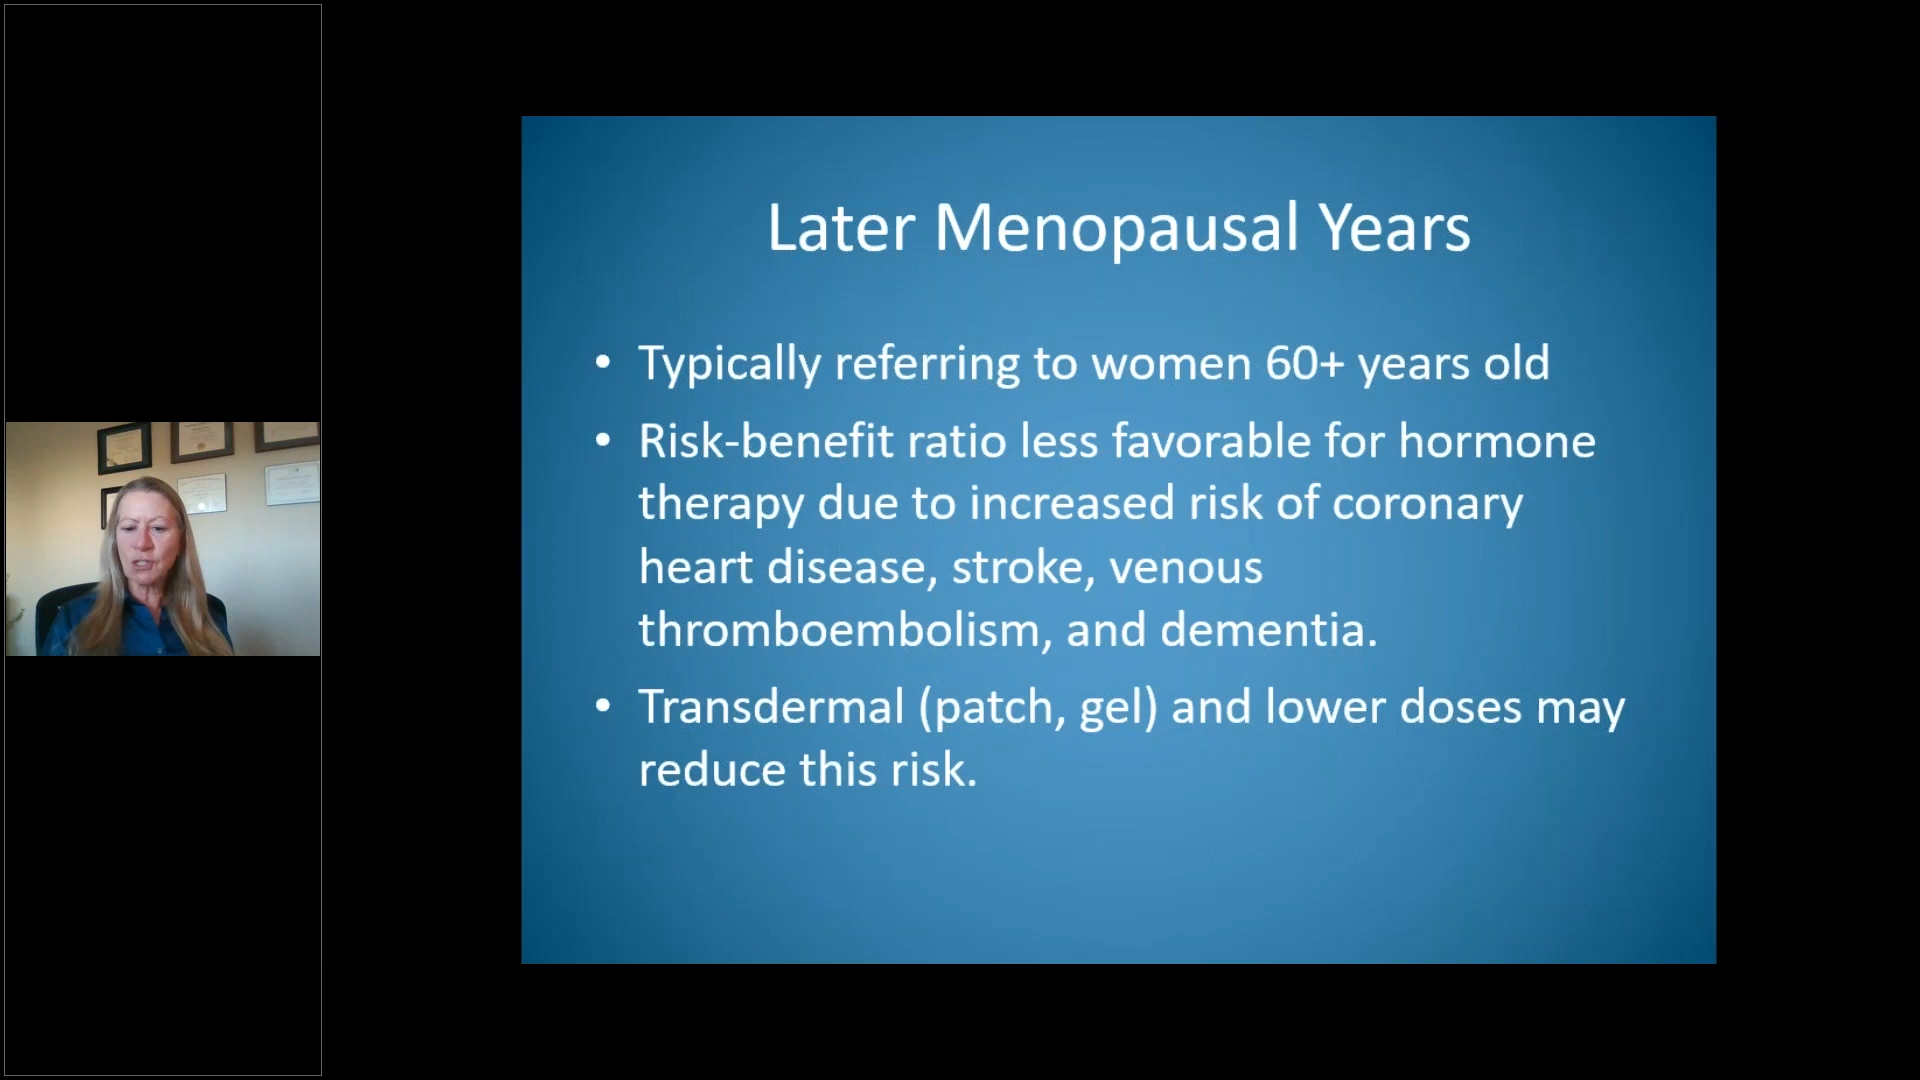 Later Menopausal Years
• Typically referring to women 60+ years old
• Risk-benefit ratio less favorable for hormone
therapy due to increased risk of coronary
heart disease, stroke, venous
thromboembolism, and dementia.
• Transdermal (patch, gel) and lower doses may
reduce this risk.